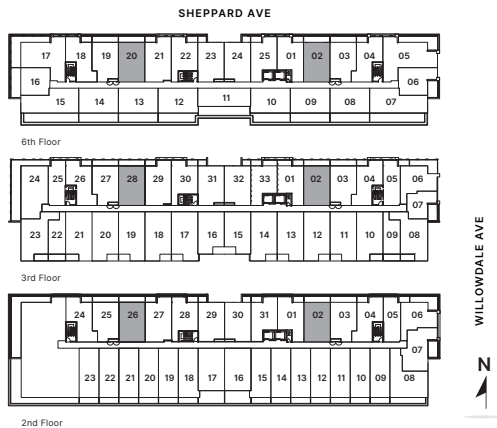 SHEPPARD AVE
17 18 19 20 21 22 23 24 25 01 02 03 04 05
16 06
15 14 13 12 11 10 09 08 07
6th Floor
24 25 26 27 28 29 30 31 32 33 01 02 03 04 05 06
07
23 22 21 20 19 18 17 16 15 14 13 12 11 10 09 08
3rd Floor
24 25 26 27 28 29 30 31 01 02 03 04 05 06
07
23 22 21 20 19 18 17 16 15 14 13 12 11 10 09 08
2nd Floor
WILLOWDALE AVE
N